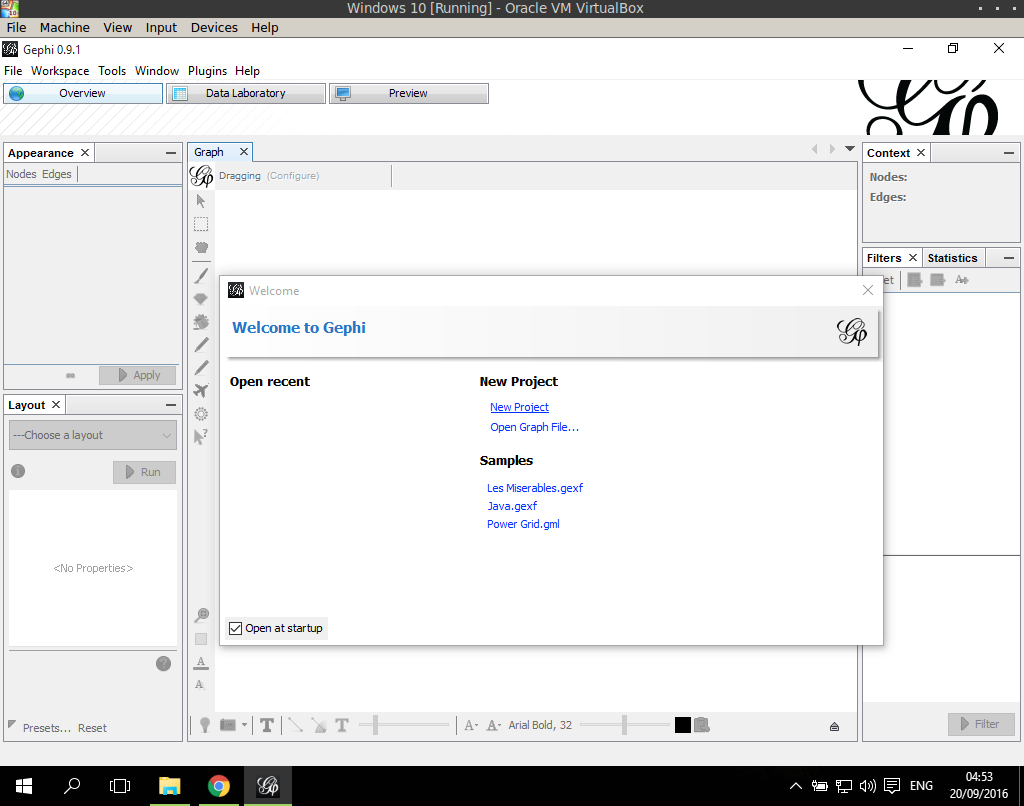 Windows 10 [Running] - Oracle VM VirtualBox
File Machine View Input Devices Help
Gephi 0.9.1
File Workspace Tools Window Plugins Help
Overview Data Laboratory Preview
Appearance
Nodes Edges
Apply
Layout
---Choose a layout
Run
<No Properties>
Presets... Reset
Graph
Dragging (Configure)
Welcome
Welcome to Gephi
Open recent
New Project
New Project
Open Graph File...
Samples
Les Miserables.gexf
Java.gexf
Power Grid.gml
Open at startup
Arial Bold, 32
Context
Nodes:
Edges:
Filters Statistics
Filter
ENG
04:53
20/09/2016